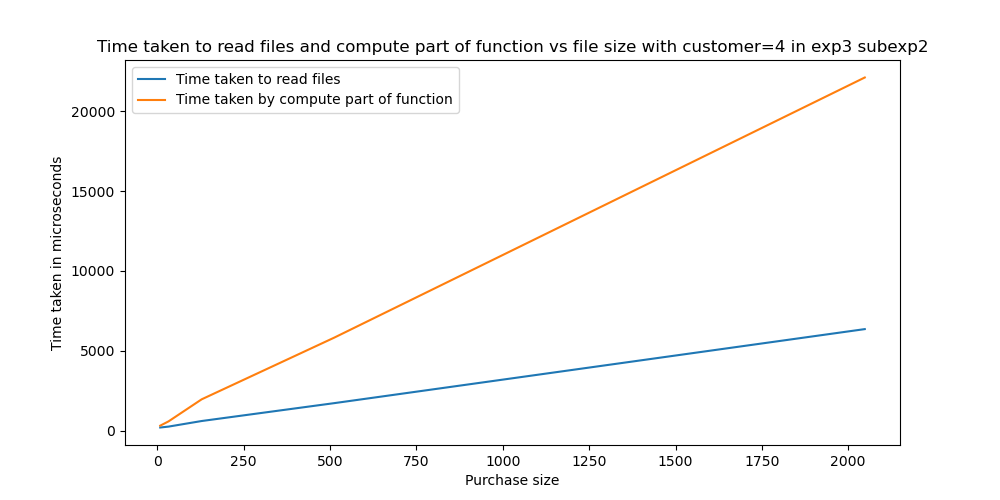 Time taken to read files and compute part of function vs file size with customer=4 in exp3 subexp2
Time taken to read files
Time taken by compute part of function
Time taken in microseconds
20000
15000
10000
5000
0
0 250 500 750 1000 1250 1500 1750 2000
Purchase size